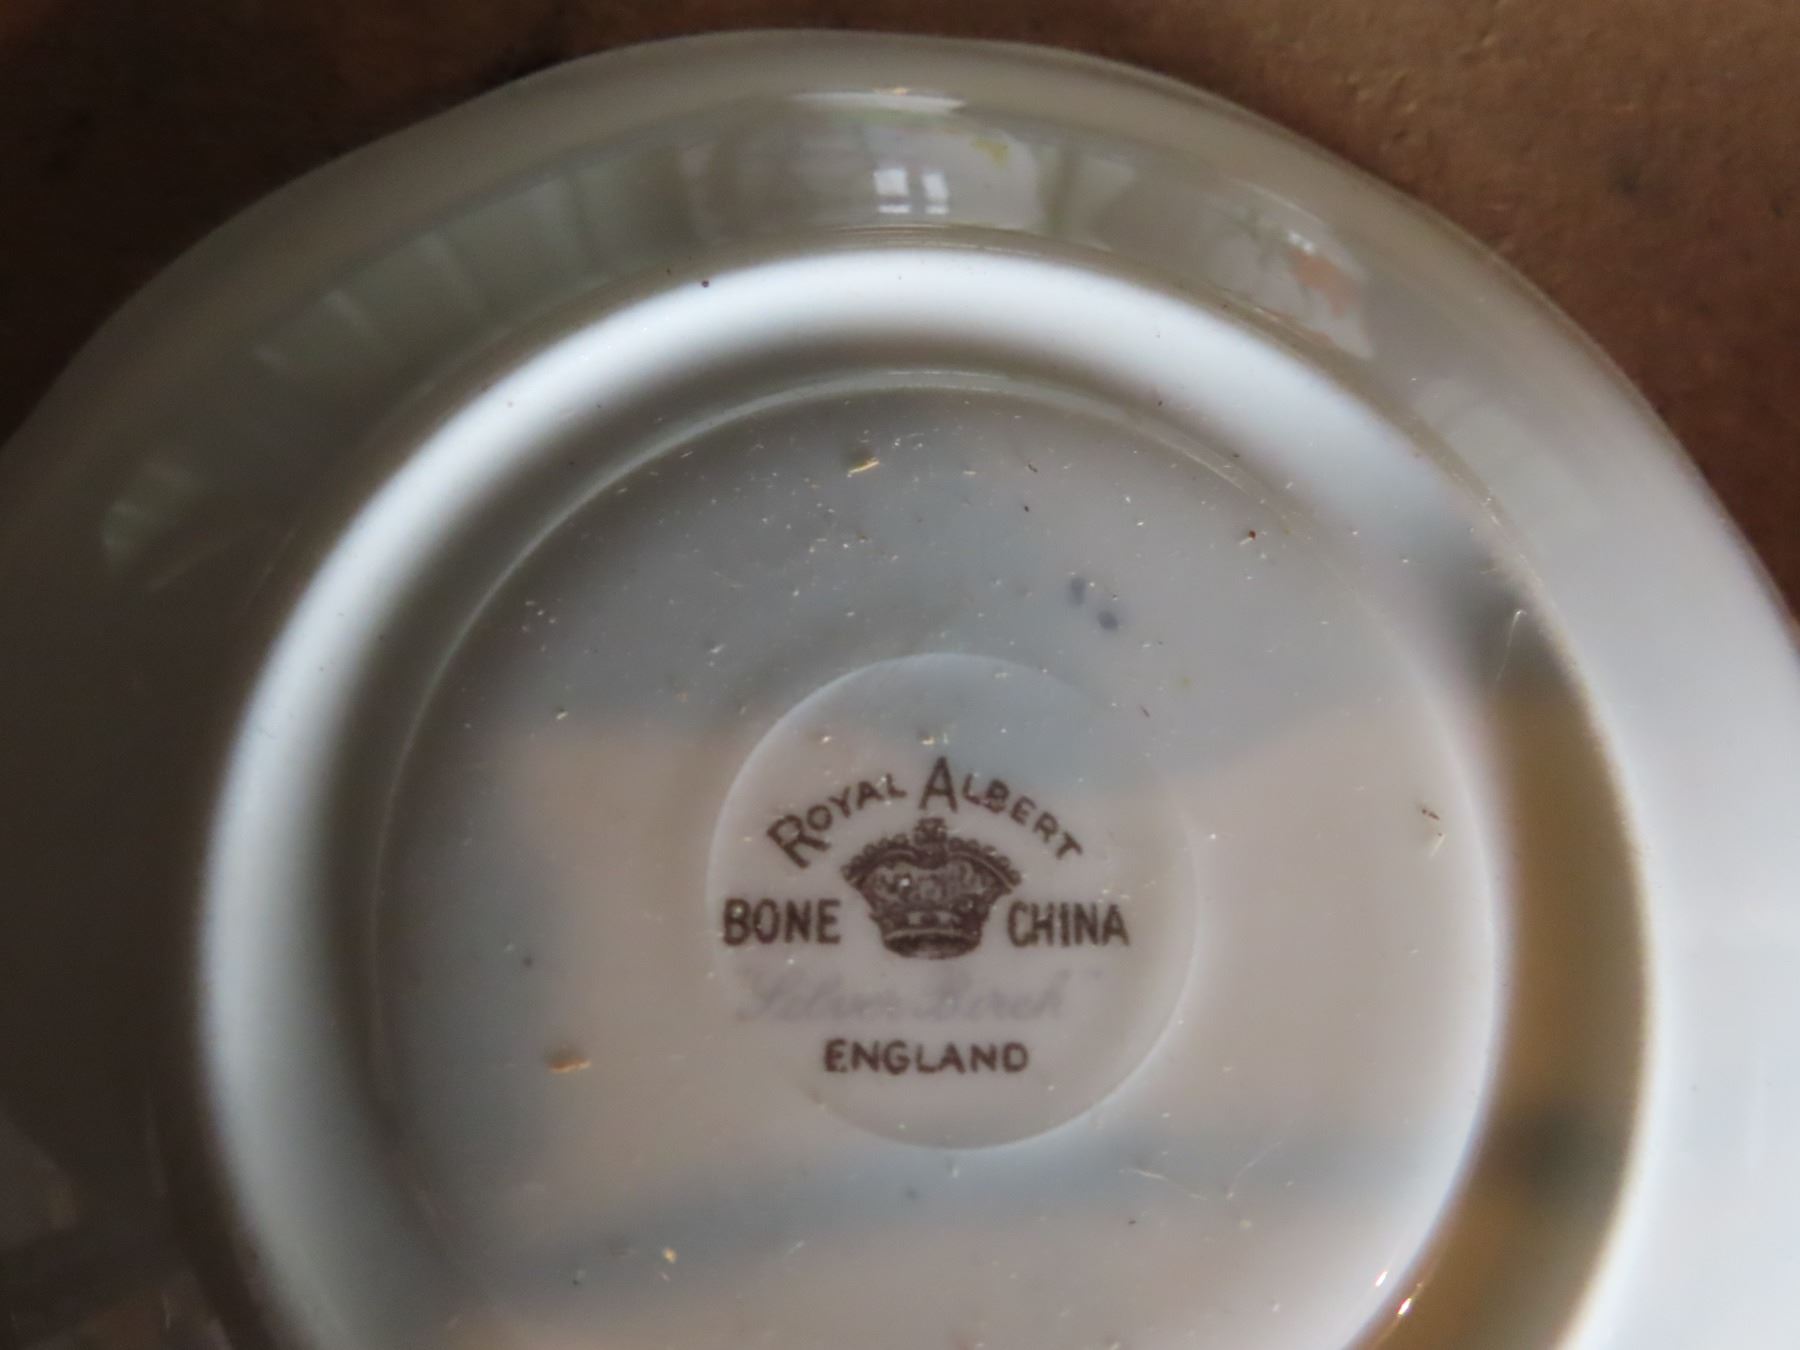 ROYAL ALBERT
BONE CHINA
"Silver Birch"
ENGLAND